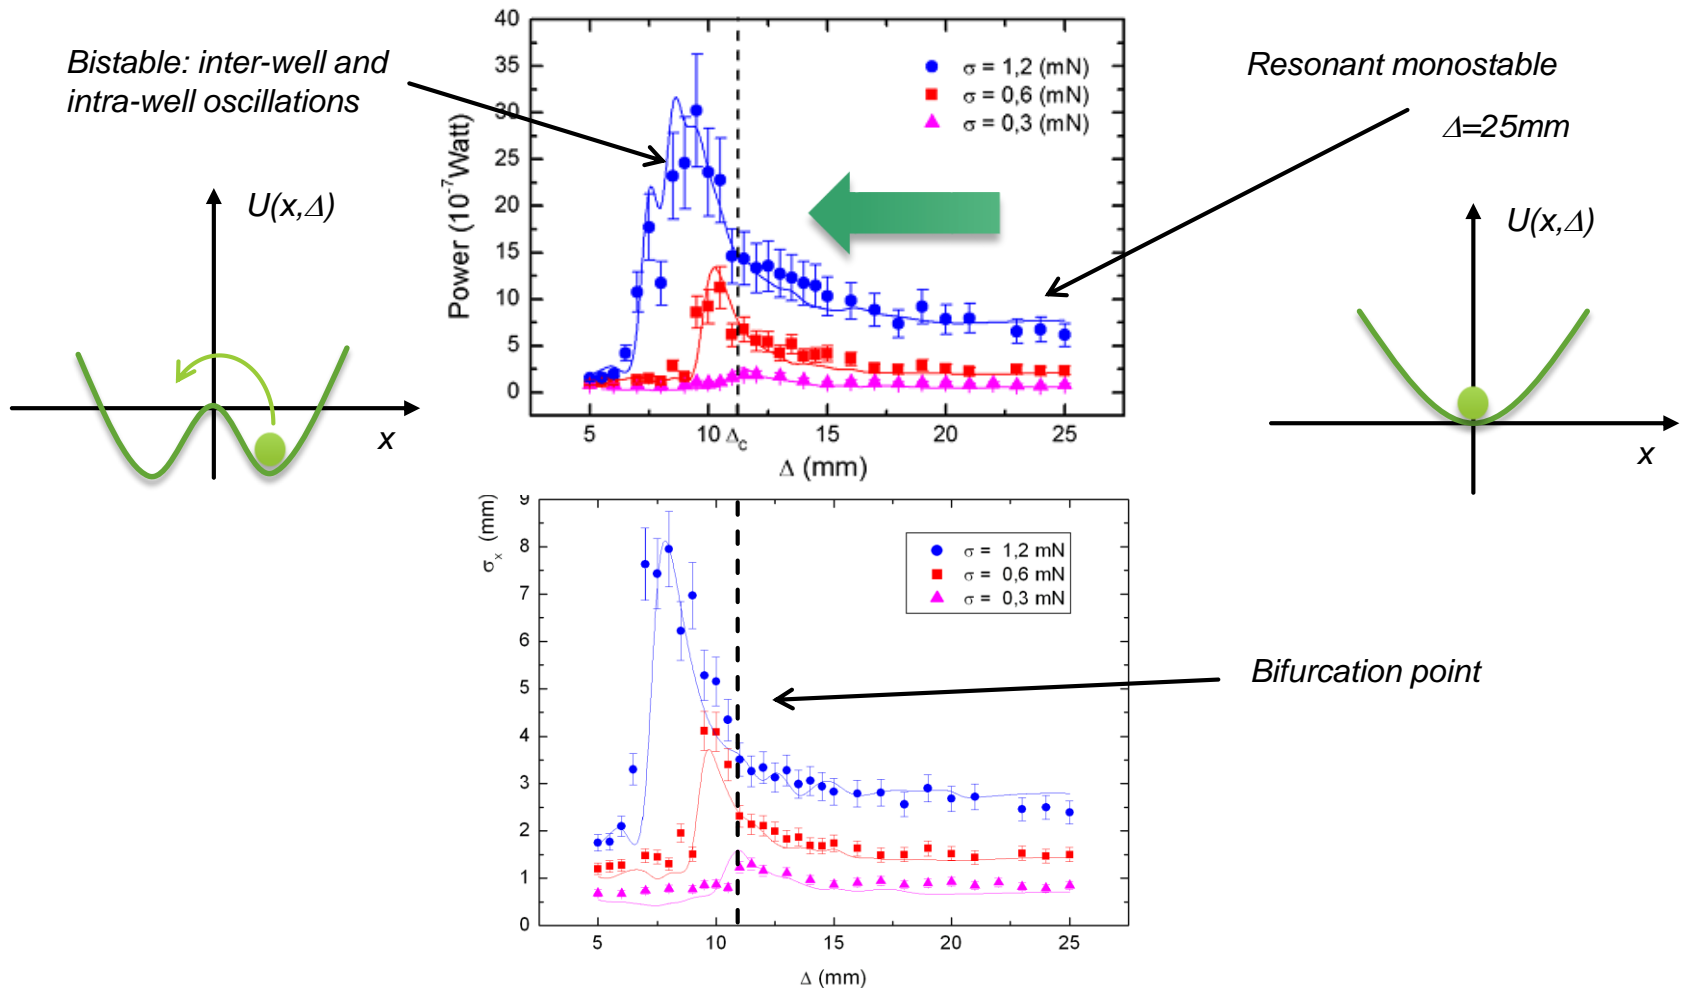 Bistable: inter-well and
intra-well oscillations
U(x,Δ)
x
40
35
30
25
20
15
10
5
0
Power (10⁻⁷Watt)
σ = 1,2 (mN)
σ = 0,6 (mN)
σ = 0,3 (mN)
5 10 Δc 15 20 25
Δ (mm)
Resonant monostable
Δ=25mm
U(x,Δ)
x
9
8
7
6
5
4
3
2
1
0
σx (mm)
σ = 1,2 mN
σ = 0,6 mN
σ = 0,3 mN
5 10 15 20 25
Δ (mm)
Bifurcation point